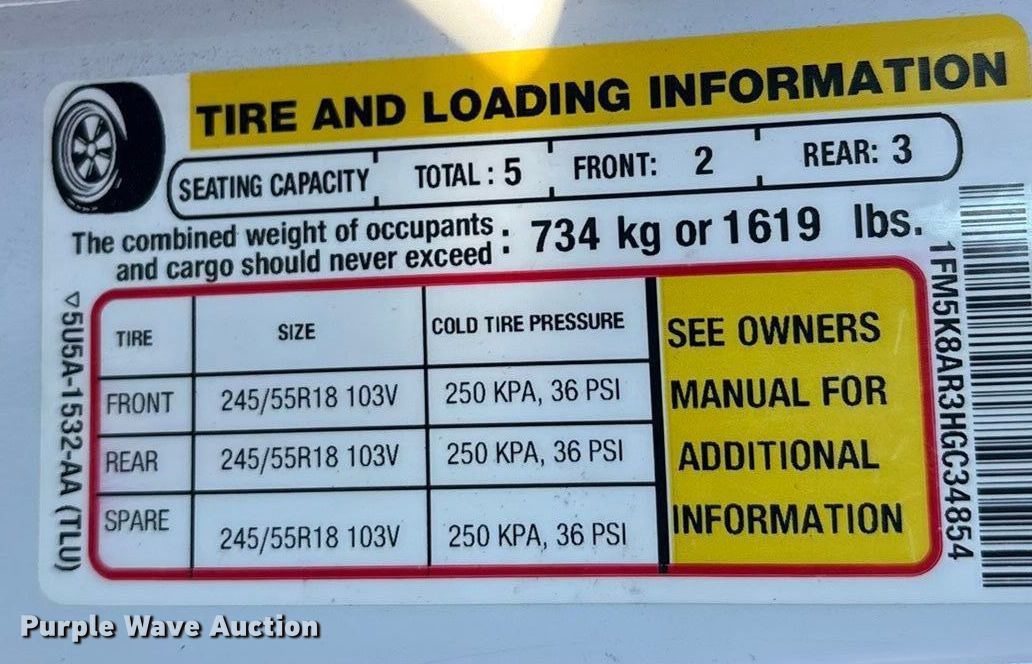 TIRE AND LOADING INFORMATION
SEATING CAPACITY TOTAL : 5 FRONT: 2 REAR: 3
The combined weight of occupants
and cargo should never exceed : 734 kg or 1619 lbs.
TIRE SIZE COLD TIRE PRESSURE
FRONT 245/55R18 103V 250 KPA, 36 PSI
REAR 245/55R18 103V 250 KPA, 36 PSI
SPARE 245/55R18 103V 250 KPA, 36 PSI
SEE OWNERS
MANUAL FOR
ADDITIONAL
INFORMATION
▽5U5A-1532-AA (TLU)
1FM5K8AR3HGC34854
Purple Wave Auction